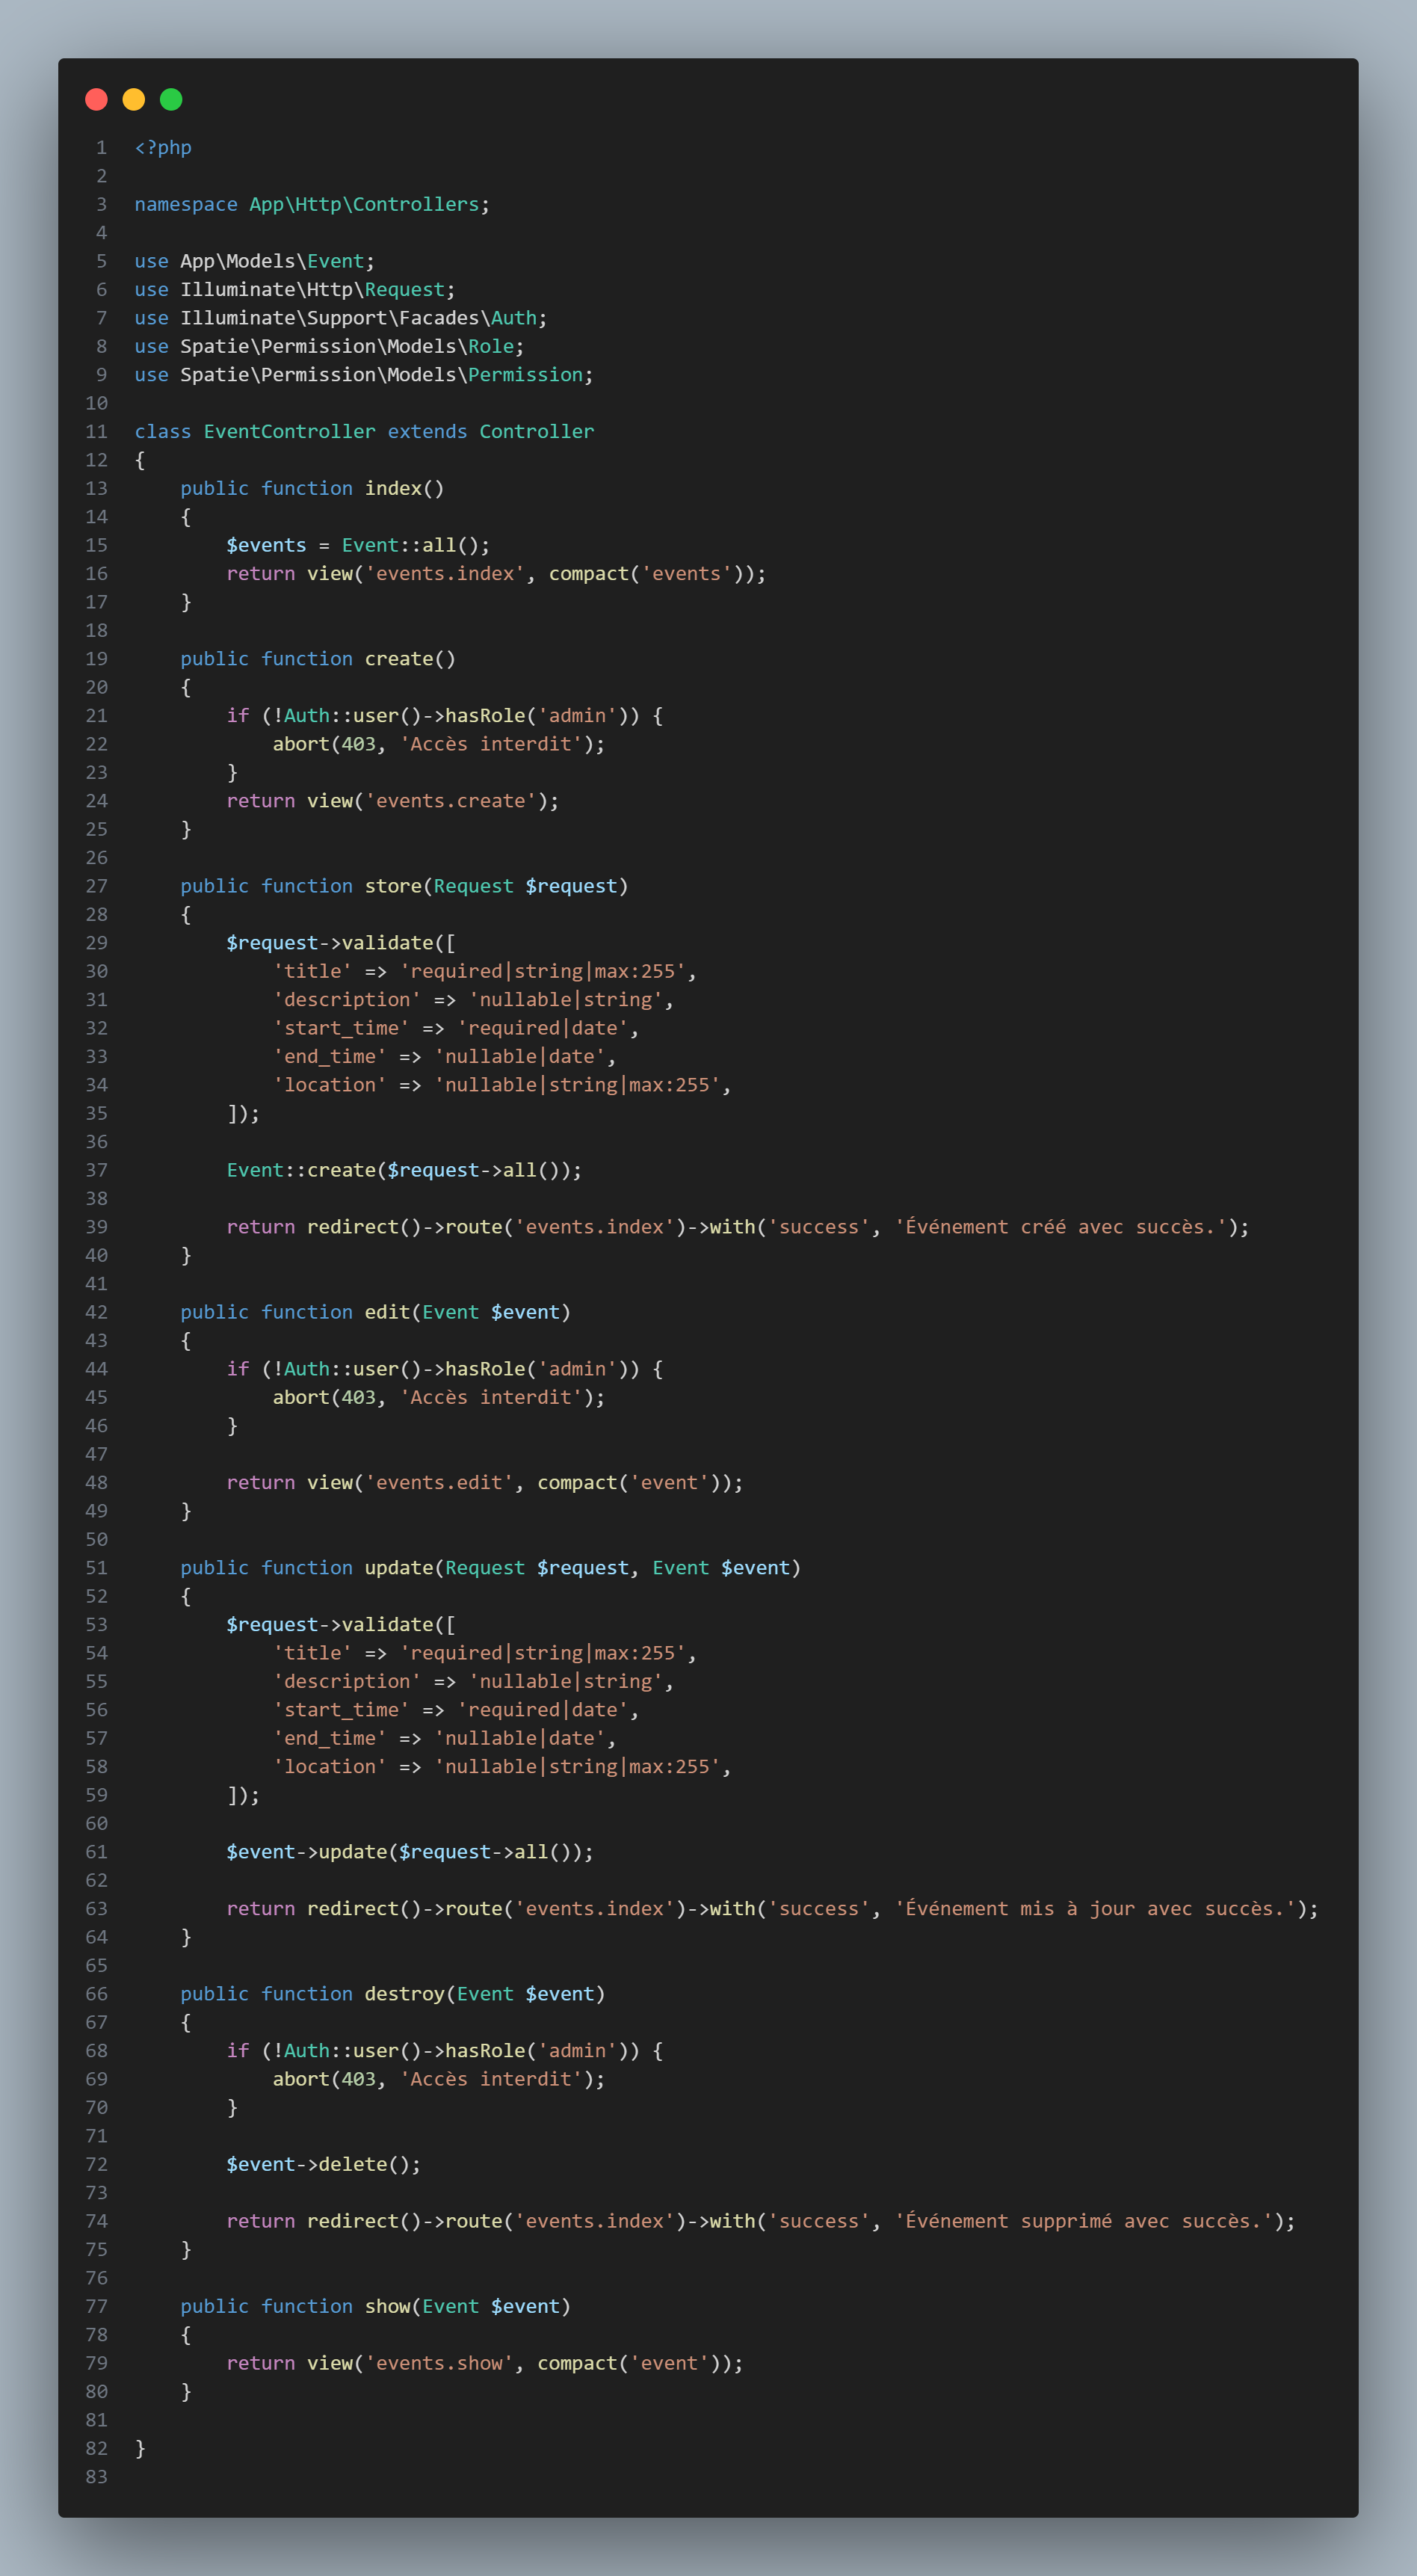 1 <?php
2
3 namespace App\Http\Controllers;
4
5 use App\Models\Event;
6 use Illuminate\Http\Request;
7 use Illuminate\Support\Facades\Auth;
8 use Spatie\Permission\Models\Role;
9 use Spatie\Permission\Models\Permission;
10
11 class EventController extends Controller
12 {
13     public function index()
14     {
15         $events = Event::all();
16         return view('events.index', compact('events'));
17     }
18
19     public function create()
20     {
21         if (!Auth::user()->hasRole('admin')) {
22             abort(403, 'Accès interdit');
23         }
24         return view('events.create');
25     }
26
27     public function store(Request $request)
28     {
29         $request->validate([
30             'title' => 'required|string|max:255',
31             'description' => 'nullable|string',
32             'start_time' => 'required|date',
33             'end_time' => 'nullable|date',
34             'location' => 'nullable|string|max:255',
35         ]);
36
37         Event::create($request->all());
38
39         return redirect()->route('events.index')->with('success', 'Événement créé avec succès.');
40     }
41
42     public function edit(Event $event)
43     {
44         if (!Auth::user()->hasRole('admin')) {
45             abort(403, 'Accès interdit');
46         }
47
48         return view('events.edit', compact('event'));
49     }
50
51     public function update(Request $request, Event $event)
52     {
53         $request->validate([
54             'title' => 'required|string|max:255',
55             'description' => 'nullable|string',
56             'start_time' => 'required|date',
57             'end_time' => 'nullable|date',
58             'location' => 'nullable|string|max:255',
59         ]);
60
61         $event->update($request->all());
62
63         return redirect()->route('events.index')->with('success', 'Événement mis à jour avec succès.');
64     }
65
66     public function destroy(Event $event)
67     {
68         if (!Auth::user()->hasRole('admin')) {
69             abort(403, 'Accès interdit');
70         }
71
72         $event->delete();
73
74         return redirect()->route('events.index')->with('success', 'Événement supprimé avec succès.');
75     }
76
77     public function show(Event $event)
78     {
79         return view('events.show', compact('event'));
80     }
81
82 }
83